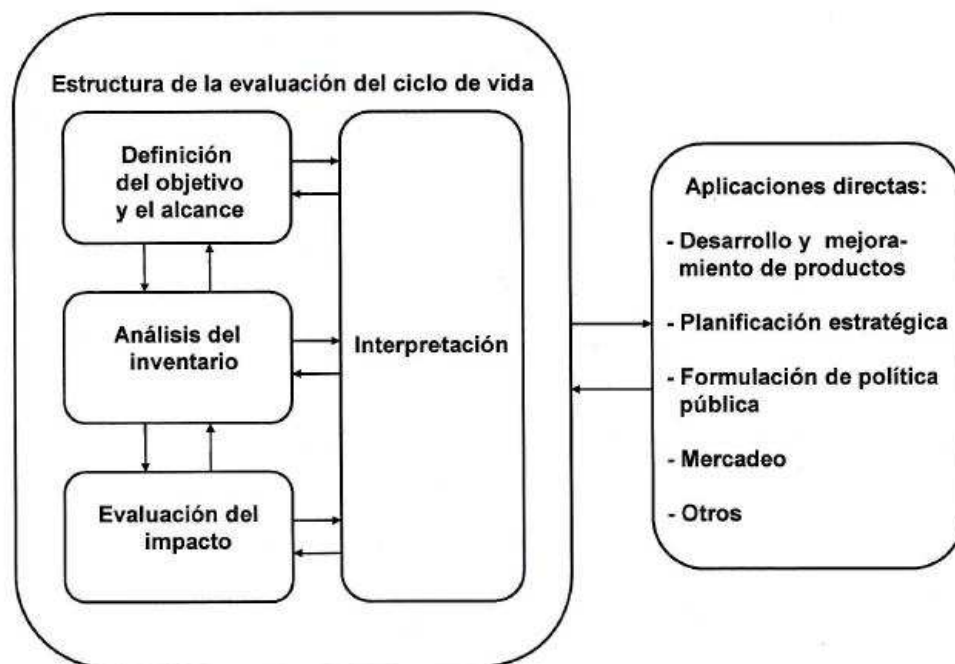 Estructura de la evaluación del ciclo de vida
Definición
del objetivo
y el alcance
Análisis del
inventario
Evaluación del
impacto
Interpretación
Aplicaciones directas:
- Desarrollo y mejora-
miento de productos
- Planificación estratégica
- Formulación de política
pública
- Mercadeo
- Otros